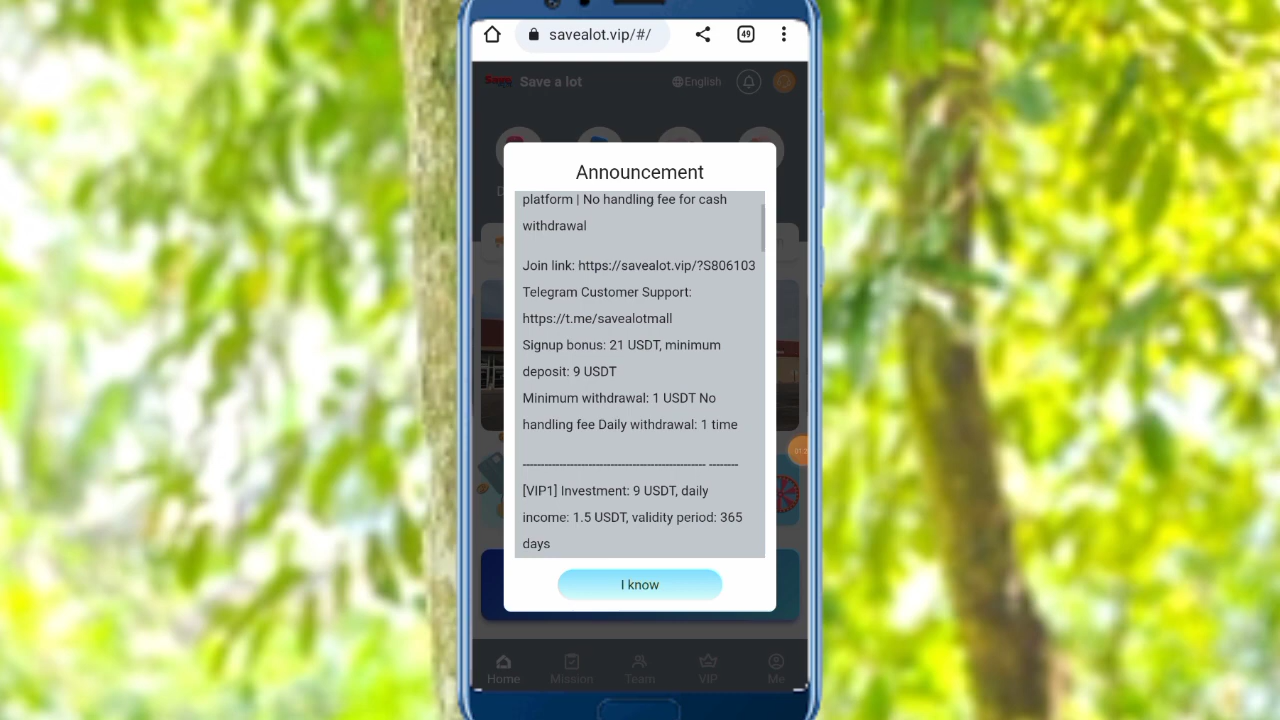 savealot.vip/#/
49
Save
Save a lot
English
Announcement
platform | No handling fee for cash
withdrawal
Join link: https://savealot.vip/?S806103
Telegram Customer Support:
https://t.me/savealotmall
Signup bonus: 21 USDT, minimum
deposit: 9 USDT
Minimum withdrawal: 1 USDT No
handling fee Daily withdrawal: 1 time
-------------------------------------------------- --------
[VIP1] Investment: 9 USDT, daily
income: 1.5 USDT, validity period: 365
days
I know
Home Mission Team VIP Me